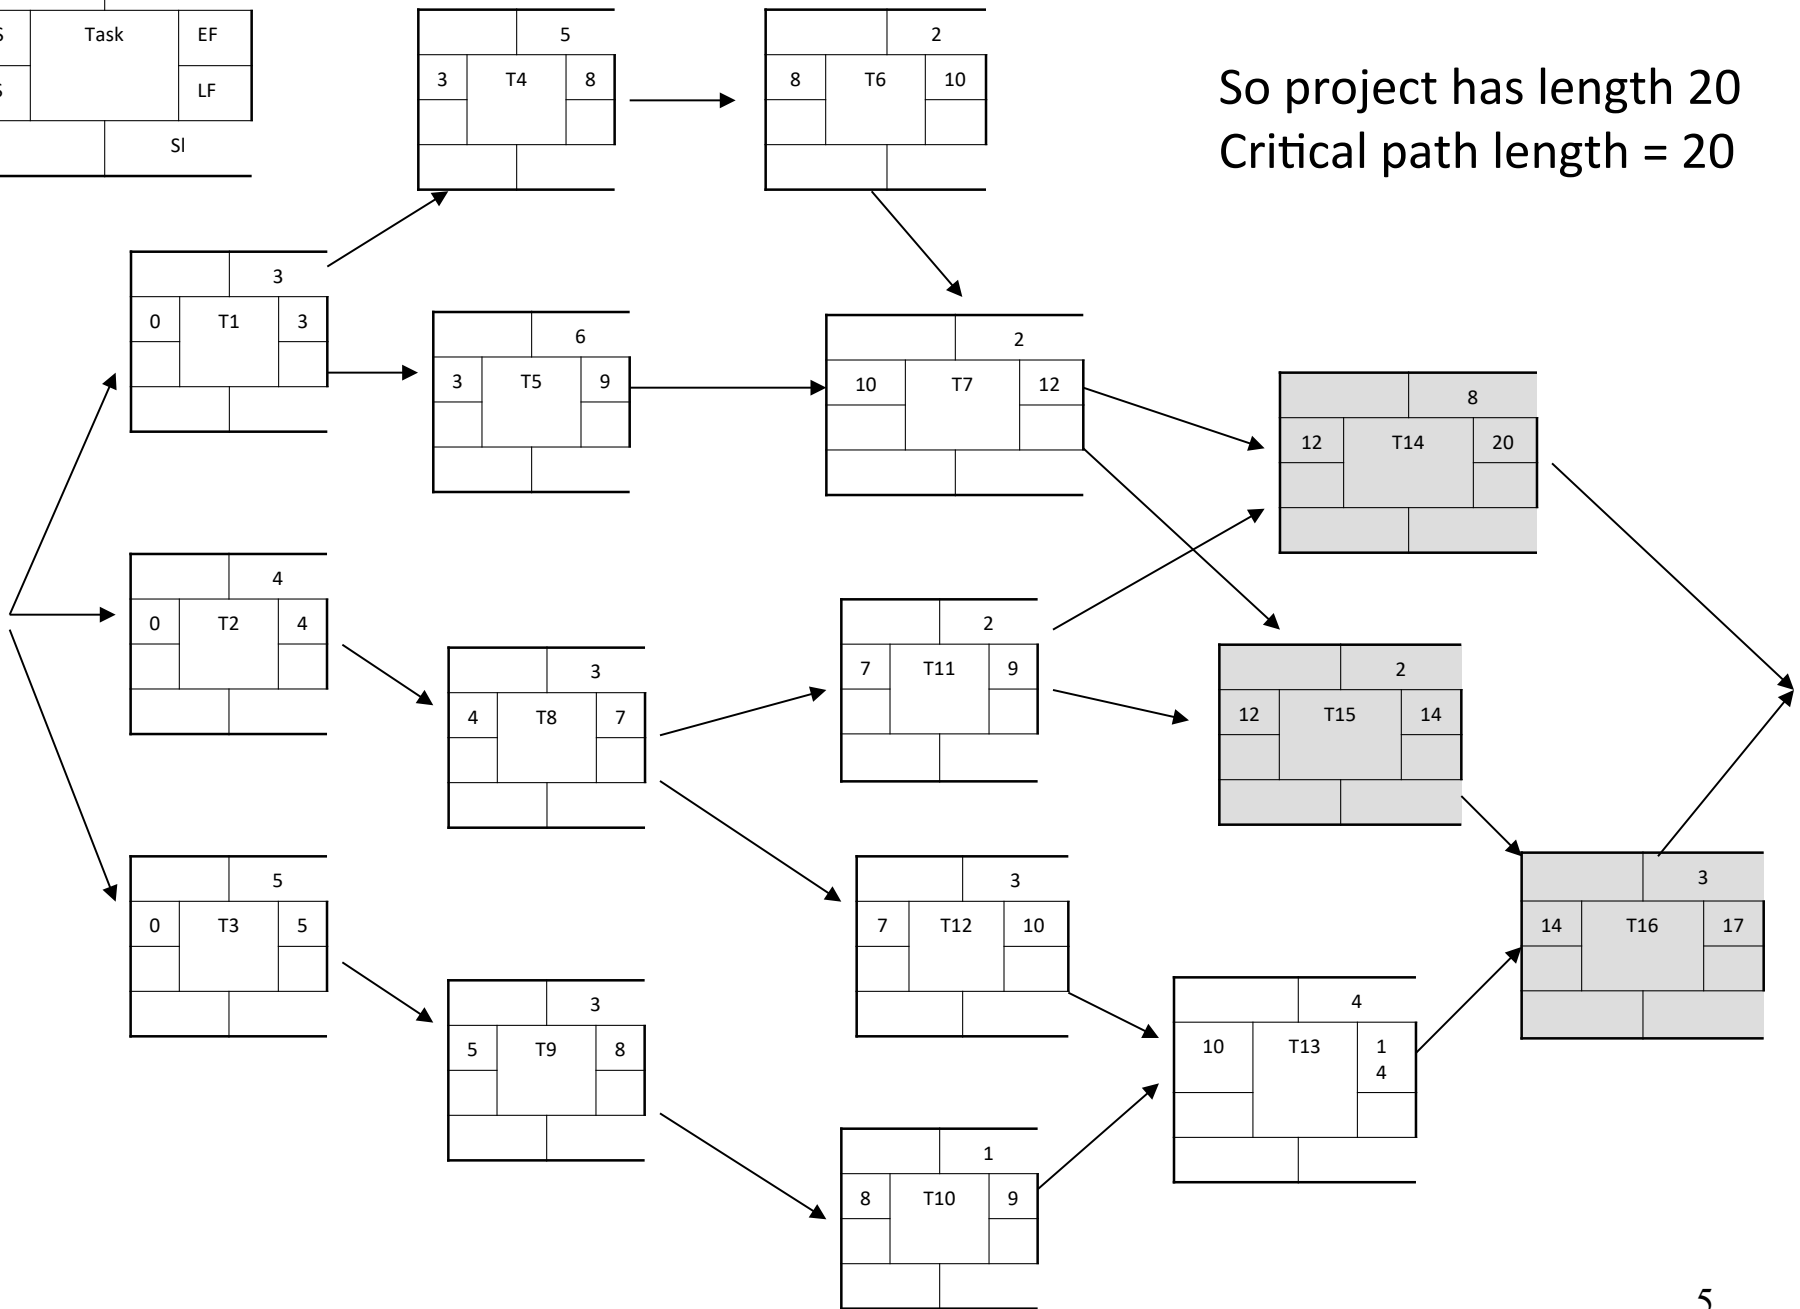 S Task EF
S LF
Sl
5
3 T4 8
2
8 T6 10
So project has length 20
Critical path length = 20
3
0 T1 3
6
3 T5 9
2
10 T7 12
8
12 T14 20
4
0 T2 4
3
4 T8 7
2
7 T11 9
2
12 T15 14
5
0 T3 5
3
5 T9 8
3
7 T12 10
4
10 T13 1
4
3
14 T16 17
1
8 T10 9
5